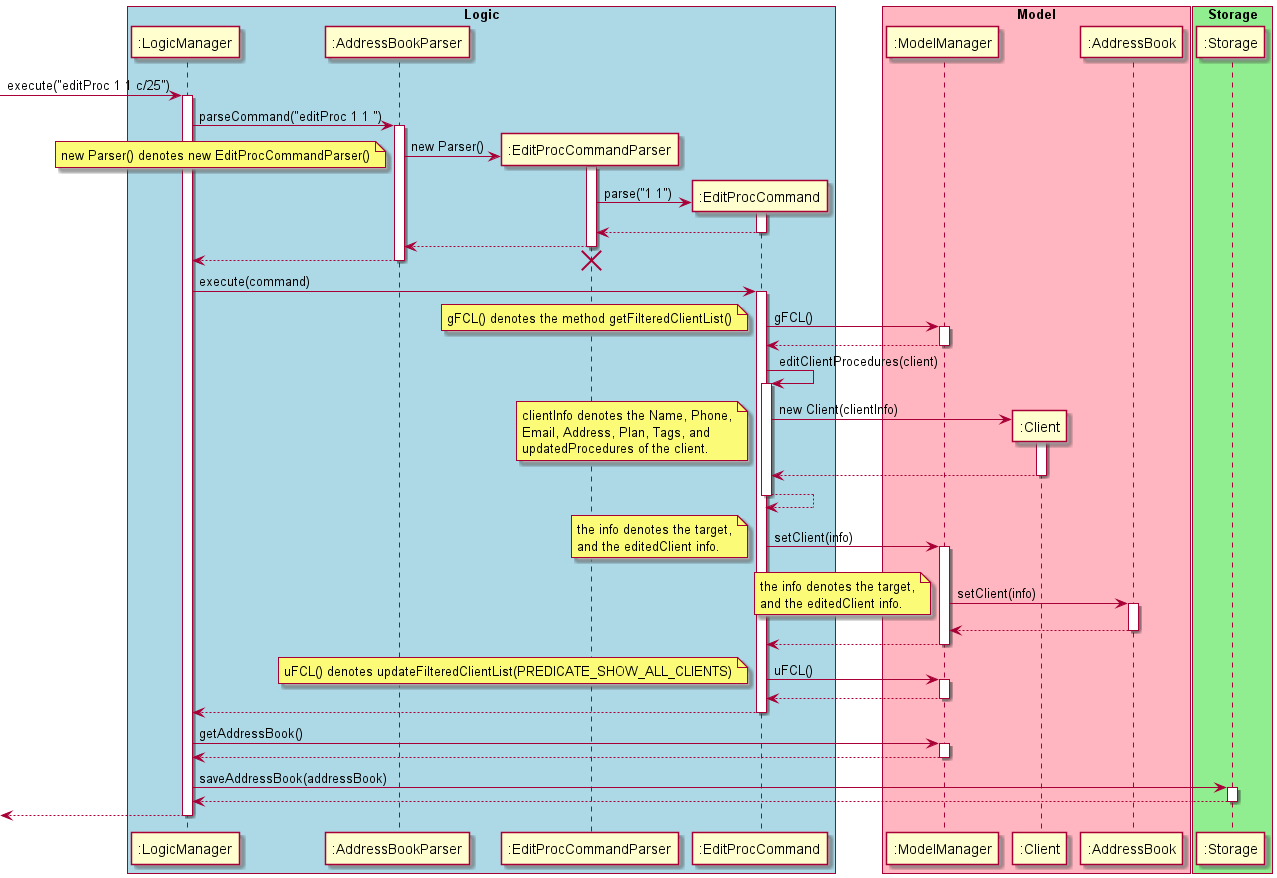 Logic
Model
Storage
:LogicManager
:AddressBookParser
:ModelManager
:AddressBook
:Storage
execute("editProc 1 1 c/25")
parseCommand("editProc 1 1 ")
new Parser() denotes new EditProcCommandParser()
new Parser()
:EditProcCommandParser
parse("1 1")
:EditProcCommand
execute(command)
gFCL() denotes the method getFilteredClientList()
gFCL()
editClientProcedures(client)
clientInfo denotes the Name, Phone,
Email, Address, Plan, Tags, and
updatedProcedures of the client.
new Client(clientInfo)
:Client
the info denotes the target,
and the editedClient info.
setClient(info)
the info denotes the target,
and the editedClient info.
setClient(info)
uFCL() denotes updateFilteredClientList(PREDICATE_SHOW_ALL_CLIENTS)
uFCL()
getAddressBook()
saveAddressBook(addressBook)
:LogicManager
:AddressBookParser
:EditProcCommandParser
:EditProcCommand
:ModelManager
:Client
:AddressBook
:Storage